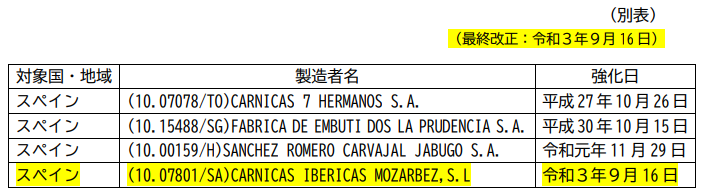 （別表）
（最終改正：令和３年９月16日）
対象国・地域 製造者名 強化日
スペイン (10.07078/TO)CARNICAS 7 HERMANOS S.A. 平成27年10月26日
スペイン (10.15488/SG)FABRICA DE EMBUTI DOS LA PRUDENCIA S.A. 平成30年10月15日
スペイン (10.00159/H)SANCHEZ ROMERO CARVAJAL JABUGO S.A. 令和元年11月29日
スペイン (10.07801/SA)CARNICAS IBERICAS MOZARBEZ,S.L 令和３年９月16日